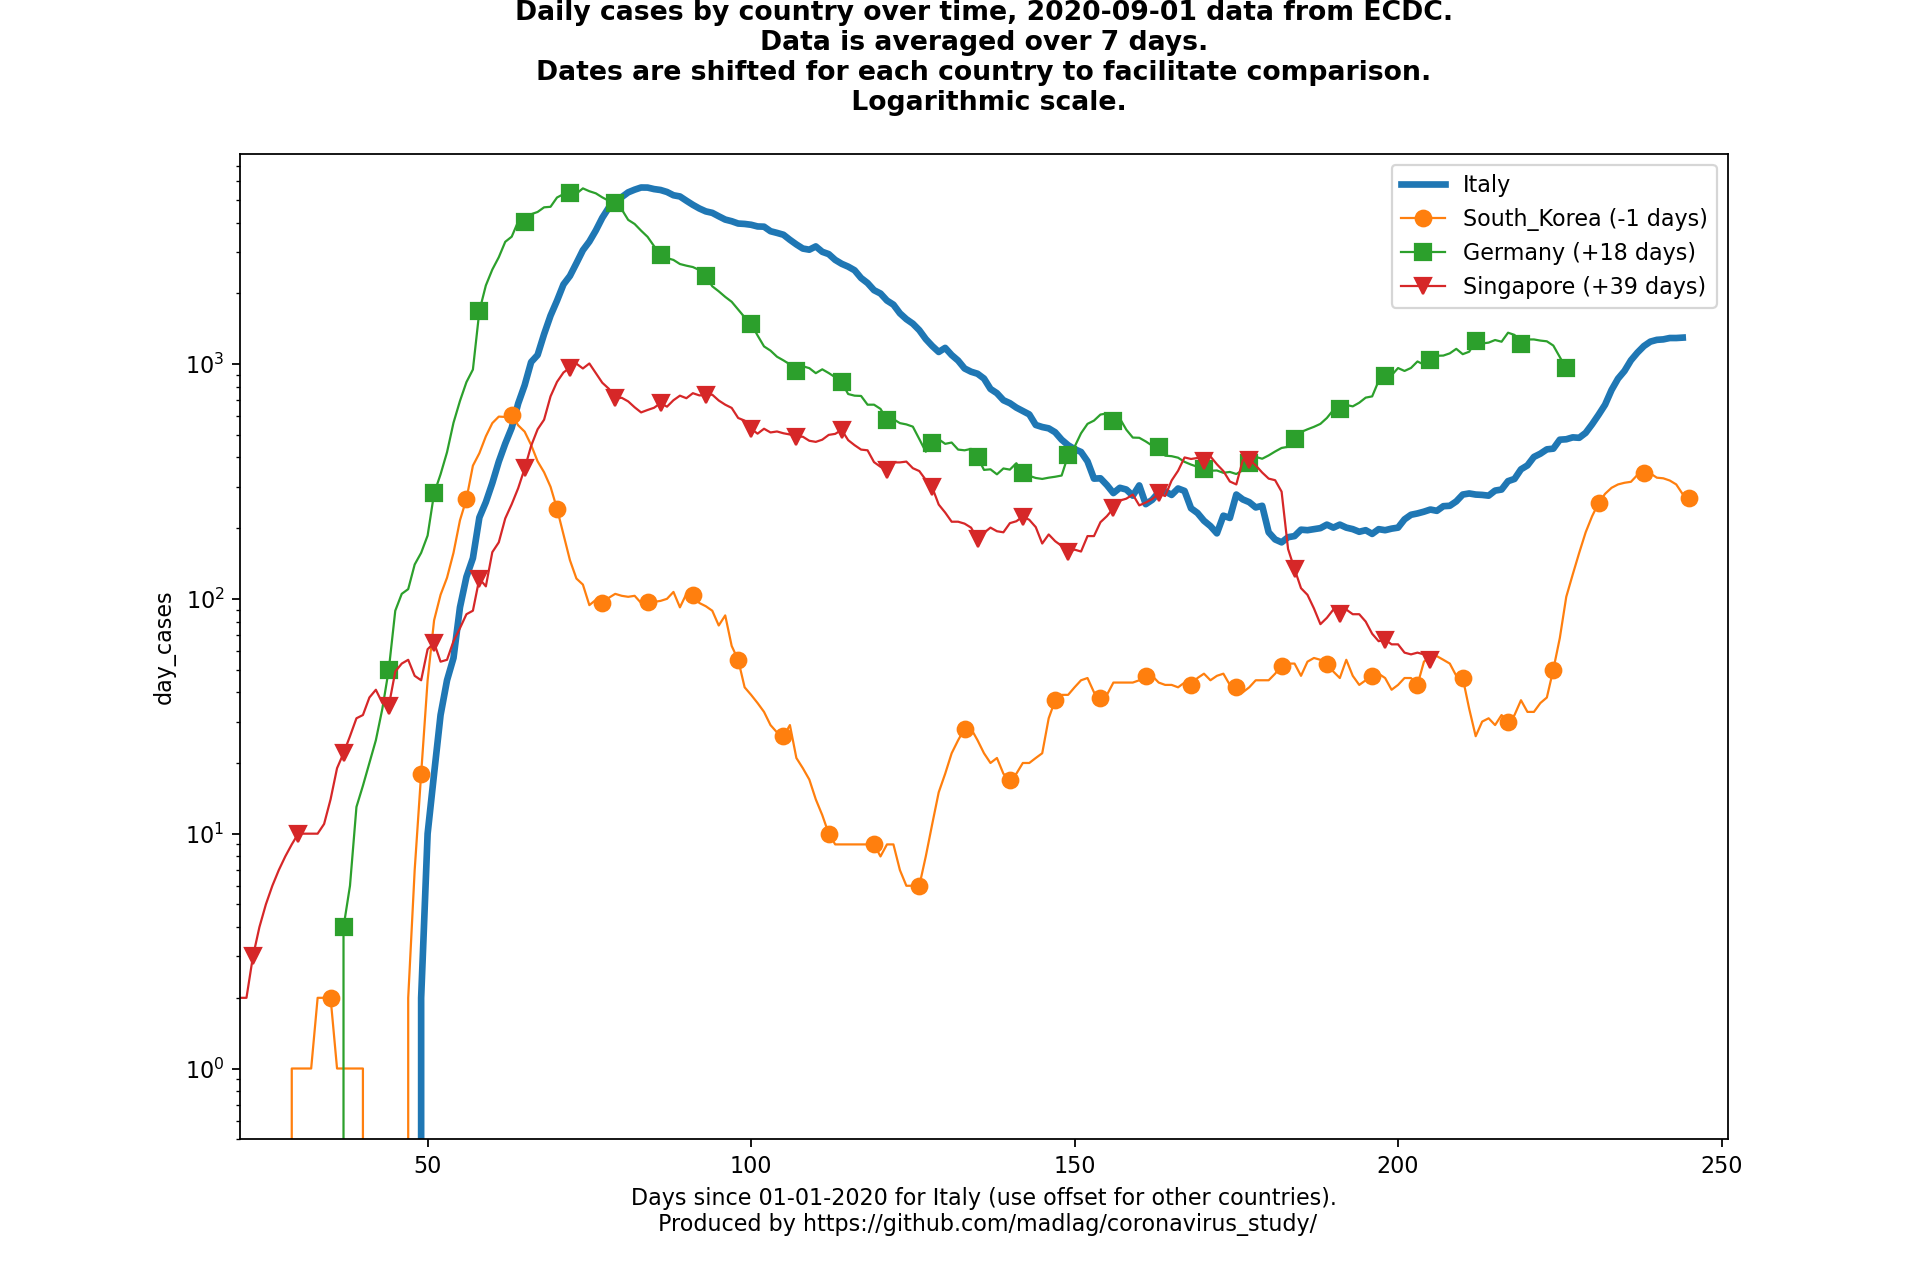 Daily cases by country over time, 2020-09-01 data from ECDC.
Data is averaged over 7 days.
Dates are shifted for each country to facilitate comparison.
Logarithmic scale.
Italy
South_Korea (-1 days)
Germany (+18 days)
Singapore (+39 days)
day_cases
10³
10²
10¹
10⁰
50
100
150
200
250
Days since 01-01-2020 for Italy (use offset for other countries).
Produced by https://github.com/madlag/coronavirus_study/